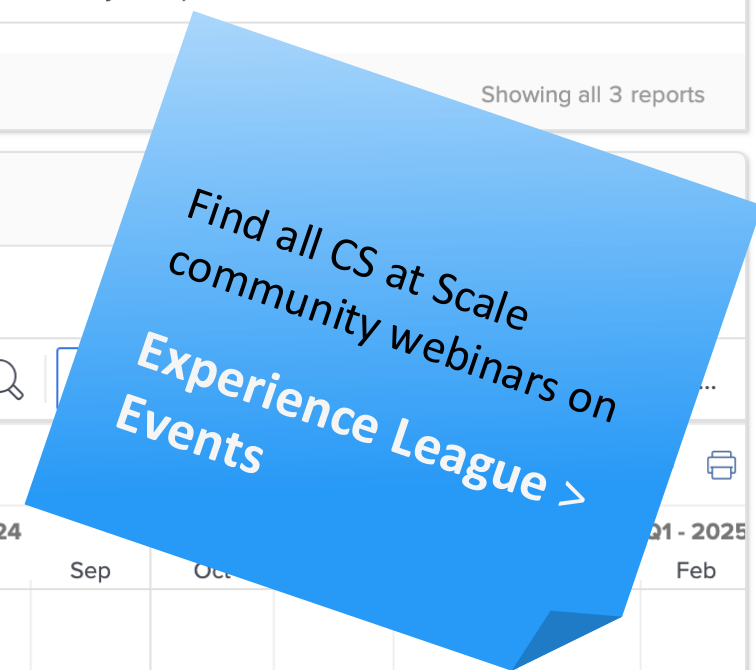 Showing all 3 reports
Find all CS at Scale
community webinars on
Experience League >
Events
...
24
Q1 - 2025
Sep
Oct
Feb